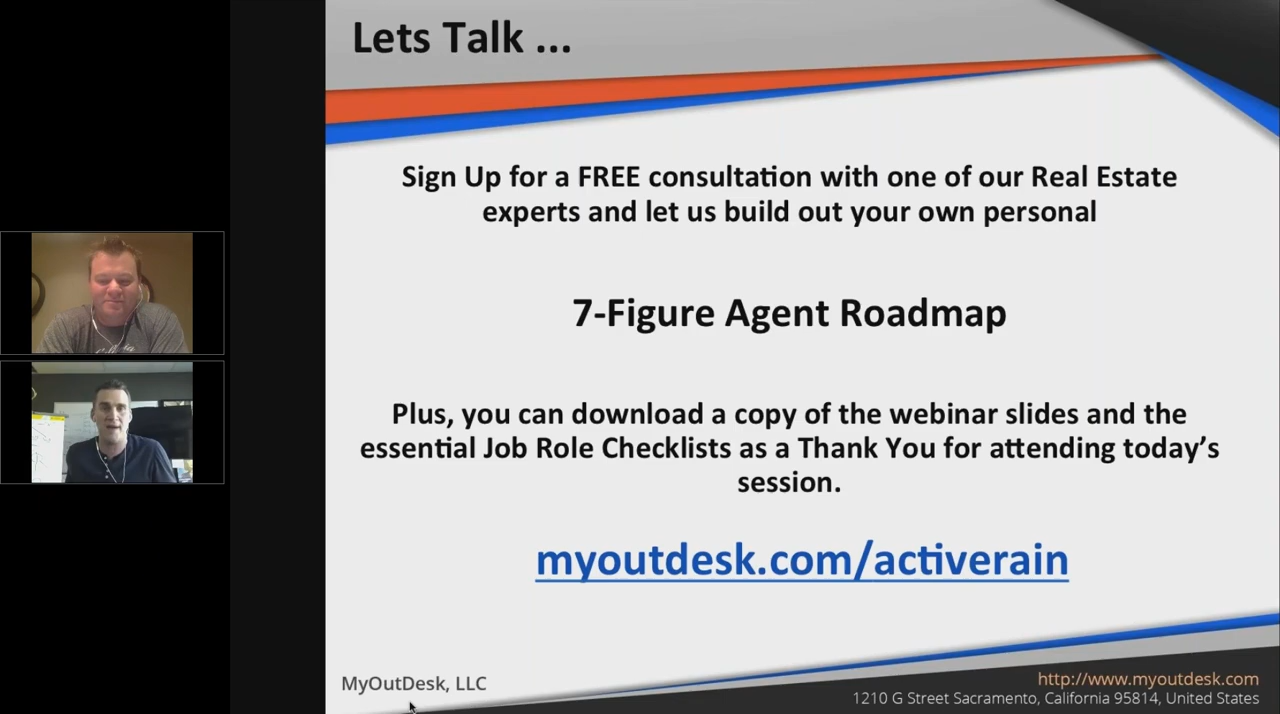 Lets Talk ...
Sign Up for a FREE consultation with one of our Real Estate
experts and let us build out your own personal
7-Figure Agent Roadmap
Plus, you can download a copy of the webinar slides and the
essential Job Role Checklists as a Thank You for attending today’s
session.
myoutdesk.com/activerain
MyOutDesk, LLC
http://www.myoutdesk.com
1210 G Street Sacramento, California 95814, United States